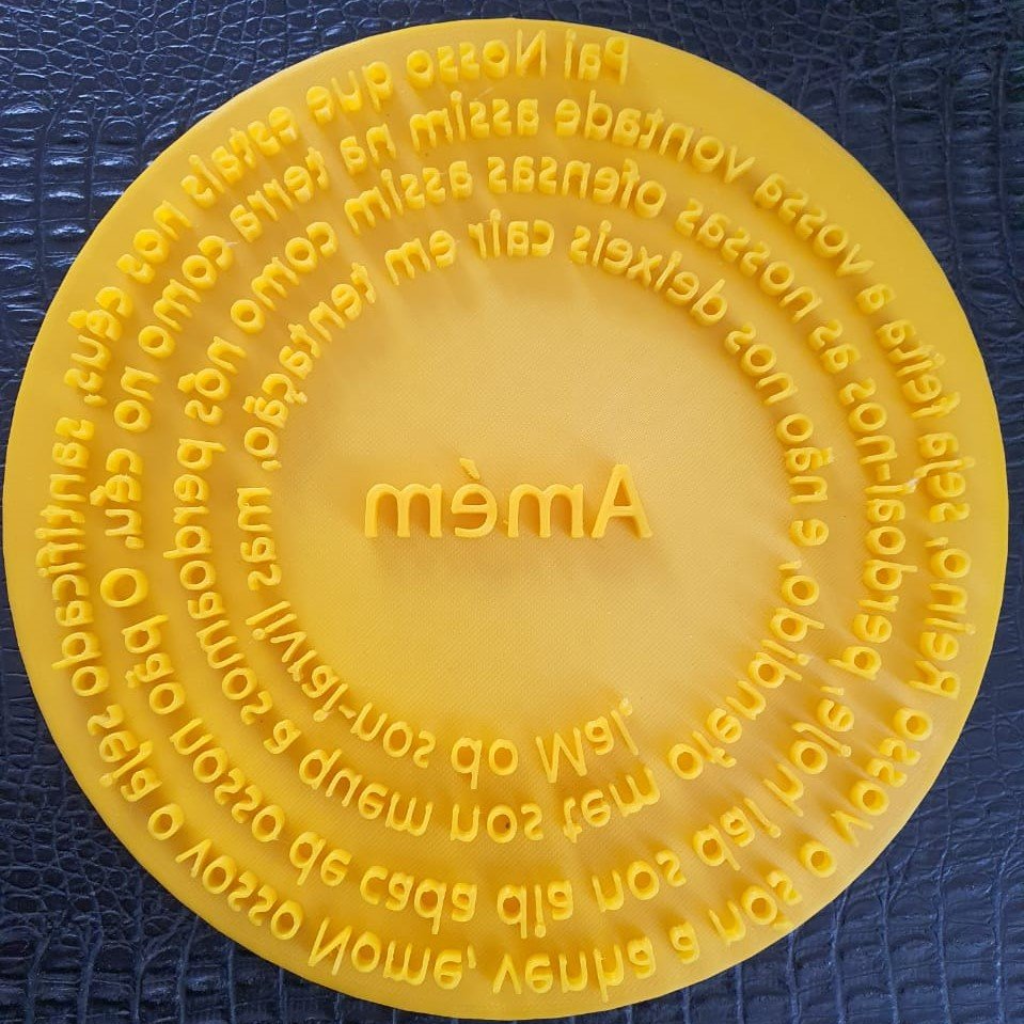 Pai Nosso que estais nos céus, santificado seja o vosso Nome, venha a nós o vosso Reino, seja feita a vossa vontade
assim na terra como no céu, O pão nosso de cada dia nos dai hoje, perdoai-nos as nossas ofensas
assim como nós perdoamos a quem nos tem ofendido, e não nos deixeis
cair em tentação, mas livrai-nos do Mal.
Amém